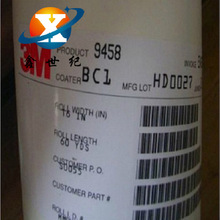 鑫世纪
3M
PRODUCT 9458
COATER BC1 MFG LOT HD0027
ROLL WIDTH (IN)
ROLL LENGTH
60 YDS
CUSTOMER P.O.
CUSTOMER PART #
ROLL I.D. #